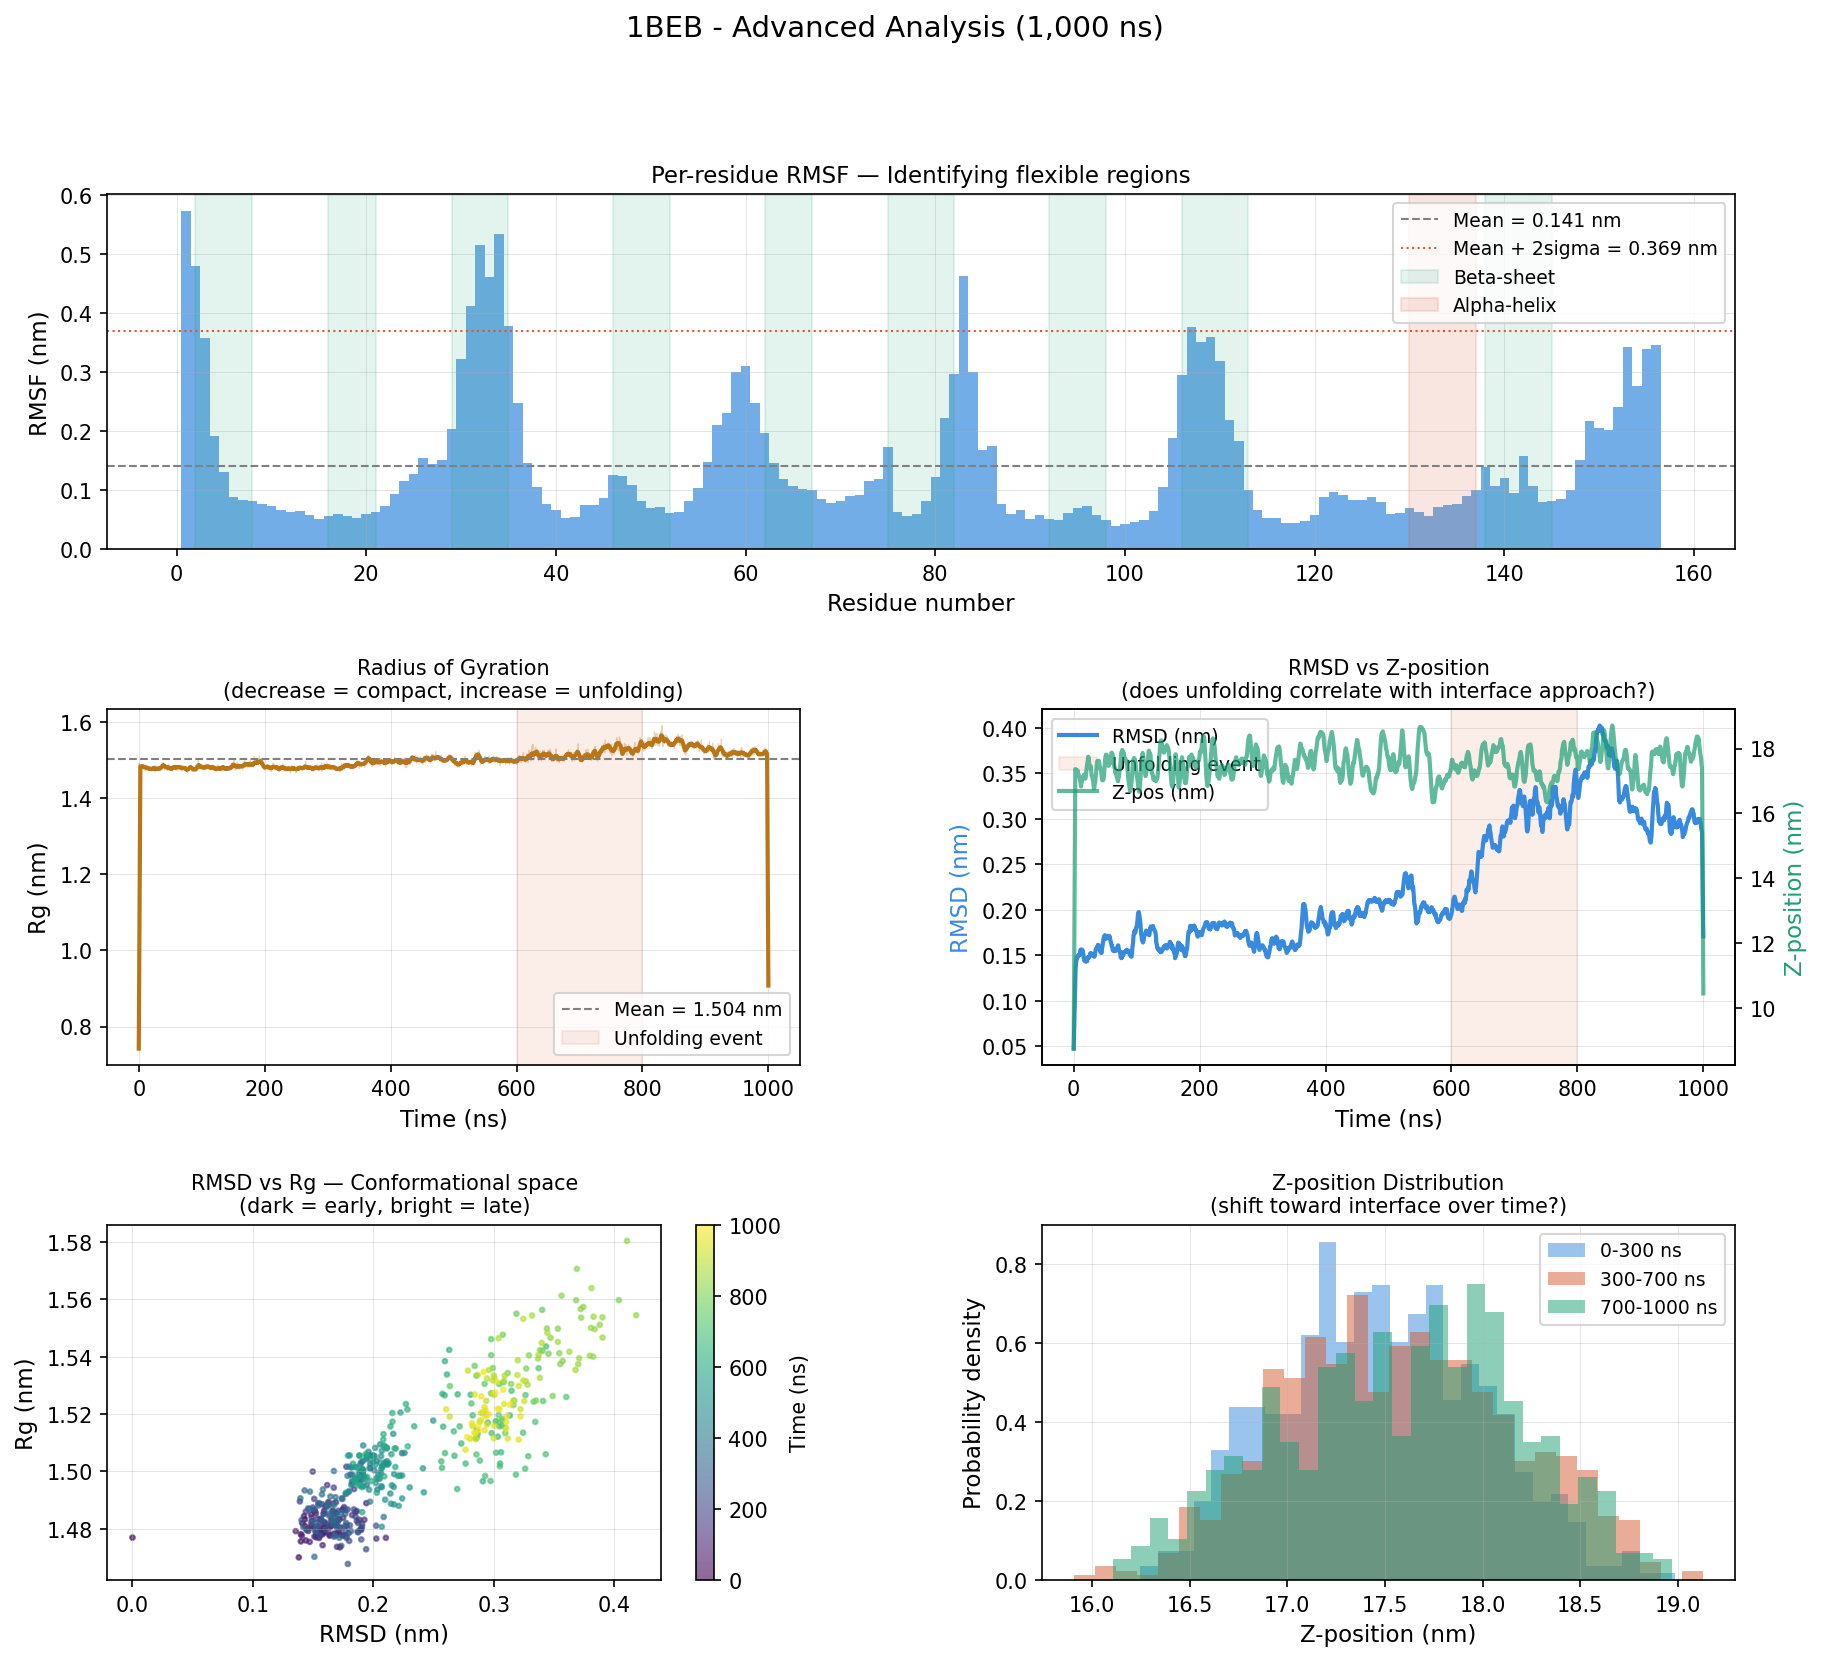 1BEB - Advanced Analysis (1,000 ns)
Per-residue RMSF — Identifying flexible regions
RMSF (nm)
0.6
0.5
0.4
0.3
0.2
0.1
0.0
Mean = 0.141 nm
Mean + 2sigma = 0.369 nm
Beta-sheet
Alpha-helix
0 20 40 60 80 100 120 140 160
Residue number
Radius of Gyration
(decrease = compact, increase = unfolding)
Rg (nm)
1.6
1.4
1.2
1.0
0.8
Mean = 1.504 nm
Unfolding event
0 200 400 600 800 1000
Time (ns)
RMSD vs Z-position
(does unfolding correlate with interface approach?)
RMSD (nm)
0.40
0.35
0.30
0.25
0.20
0.15
0.10
0.05
RMSD (nm)
Unfolding event
Z-pos (nm)
18
16
14
12
10
Z-position (nm)
0 200 400 600 800 1000
Time (ns)
RMSD vs Rg — Conformational space
(dark = early, bright = late)
Rg (nm)
1.58
1.56
1.54
1.52
1.50
1.48
0.0 0.1 0.2 0.3 0.4
RMSD (nm)
1000
800
600
400
200
0
Time (ns)
Z-position Distribution
(shift toward interface over time?)
Probability density
0.8
0.6
0.4
0.2
0.0
0-300 ns
300-700 ns
700-1000 ns
16.0 16.5 17.0 17.5 18.0 18.5 19.0
Z-position (nm)